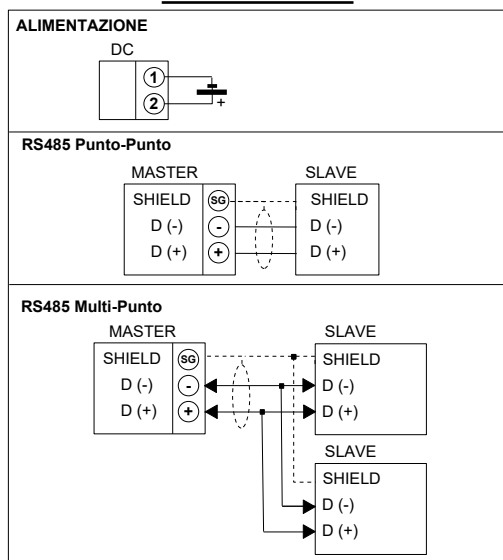 ALIMENTAZIONE
DC
1
2
+
RS485 Punto-Punto
MASTER SLAVE
SHIELD SG SHIELD
D (-) - D (-)
D (+) + D (+)
RS485 Multi-Punto
MASTER SLAVE
SHIELD SG SHIELD
D (-) - D (-)
D (+) + D (+)
SLAVE
SHIELD
D (-)
D (+)